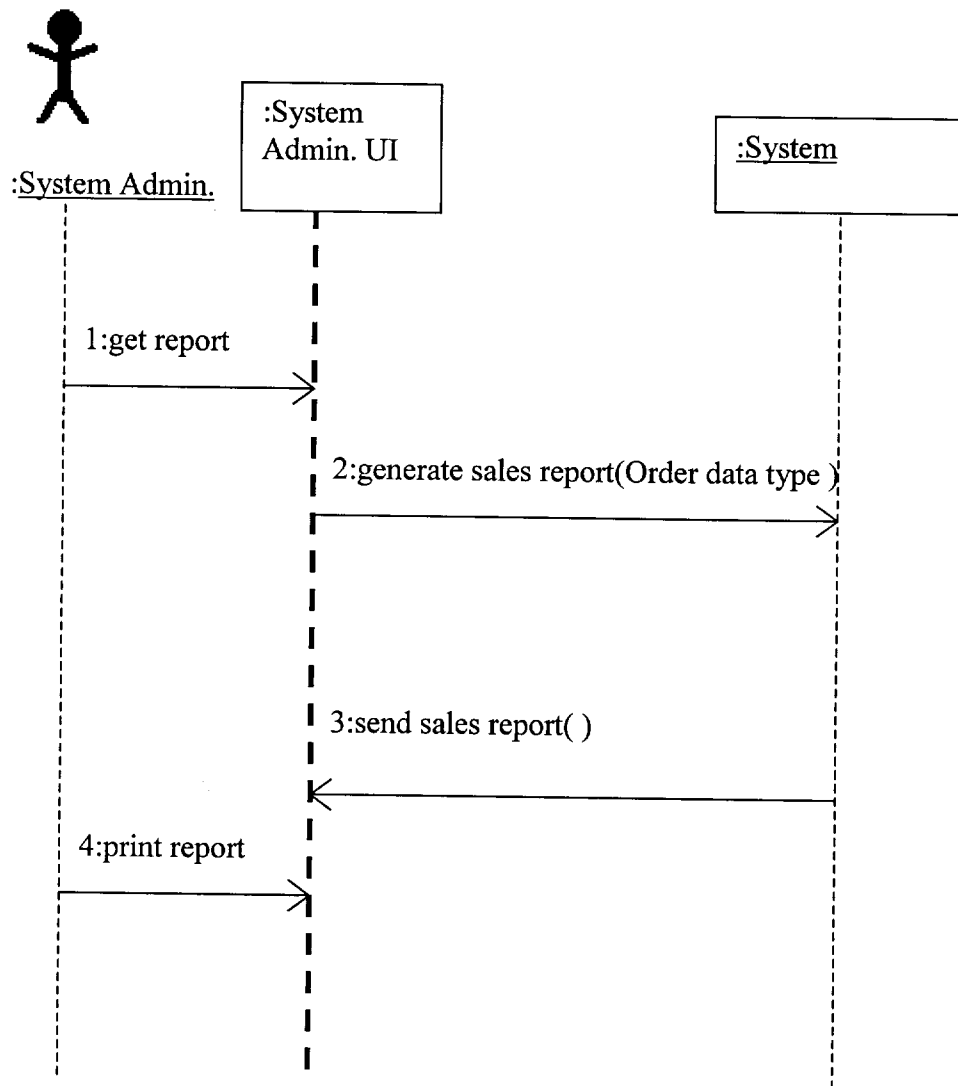 :System
Admin. UI
:System
:System Admin.
1:get report
2:generate sales report(Order data type )
3:send sales report( )
4:print report